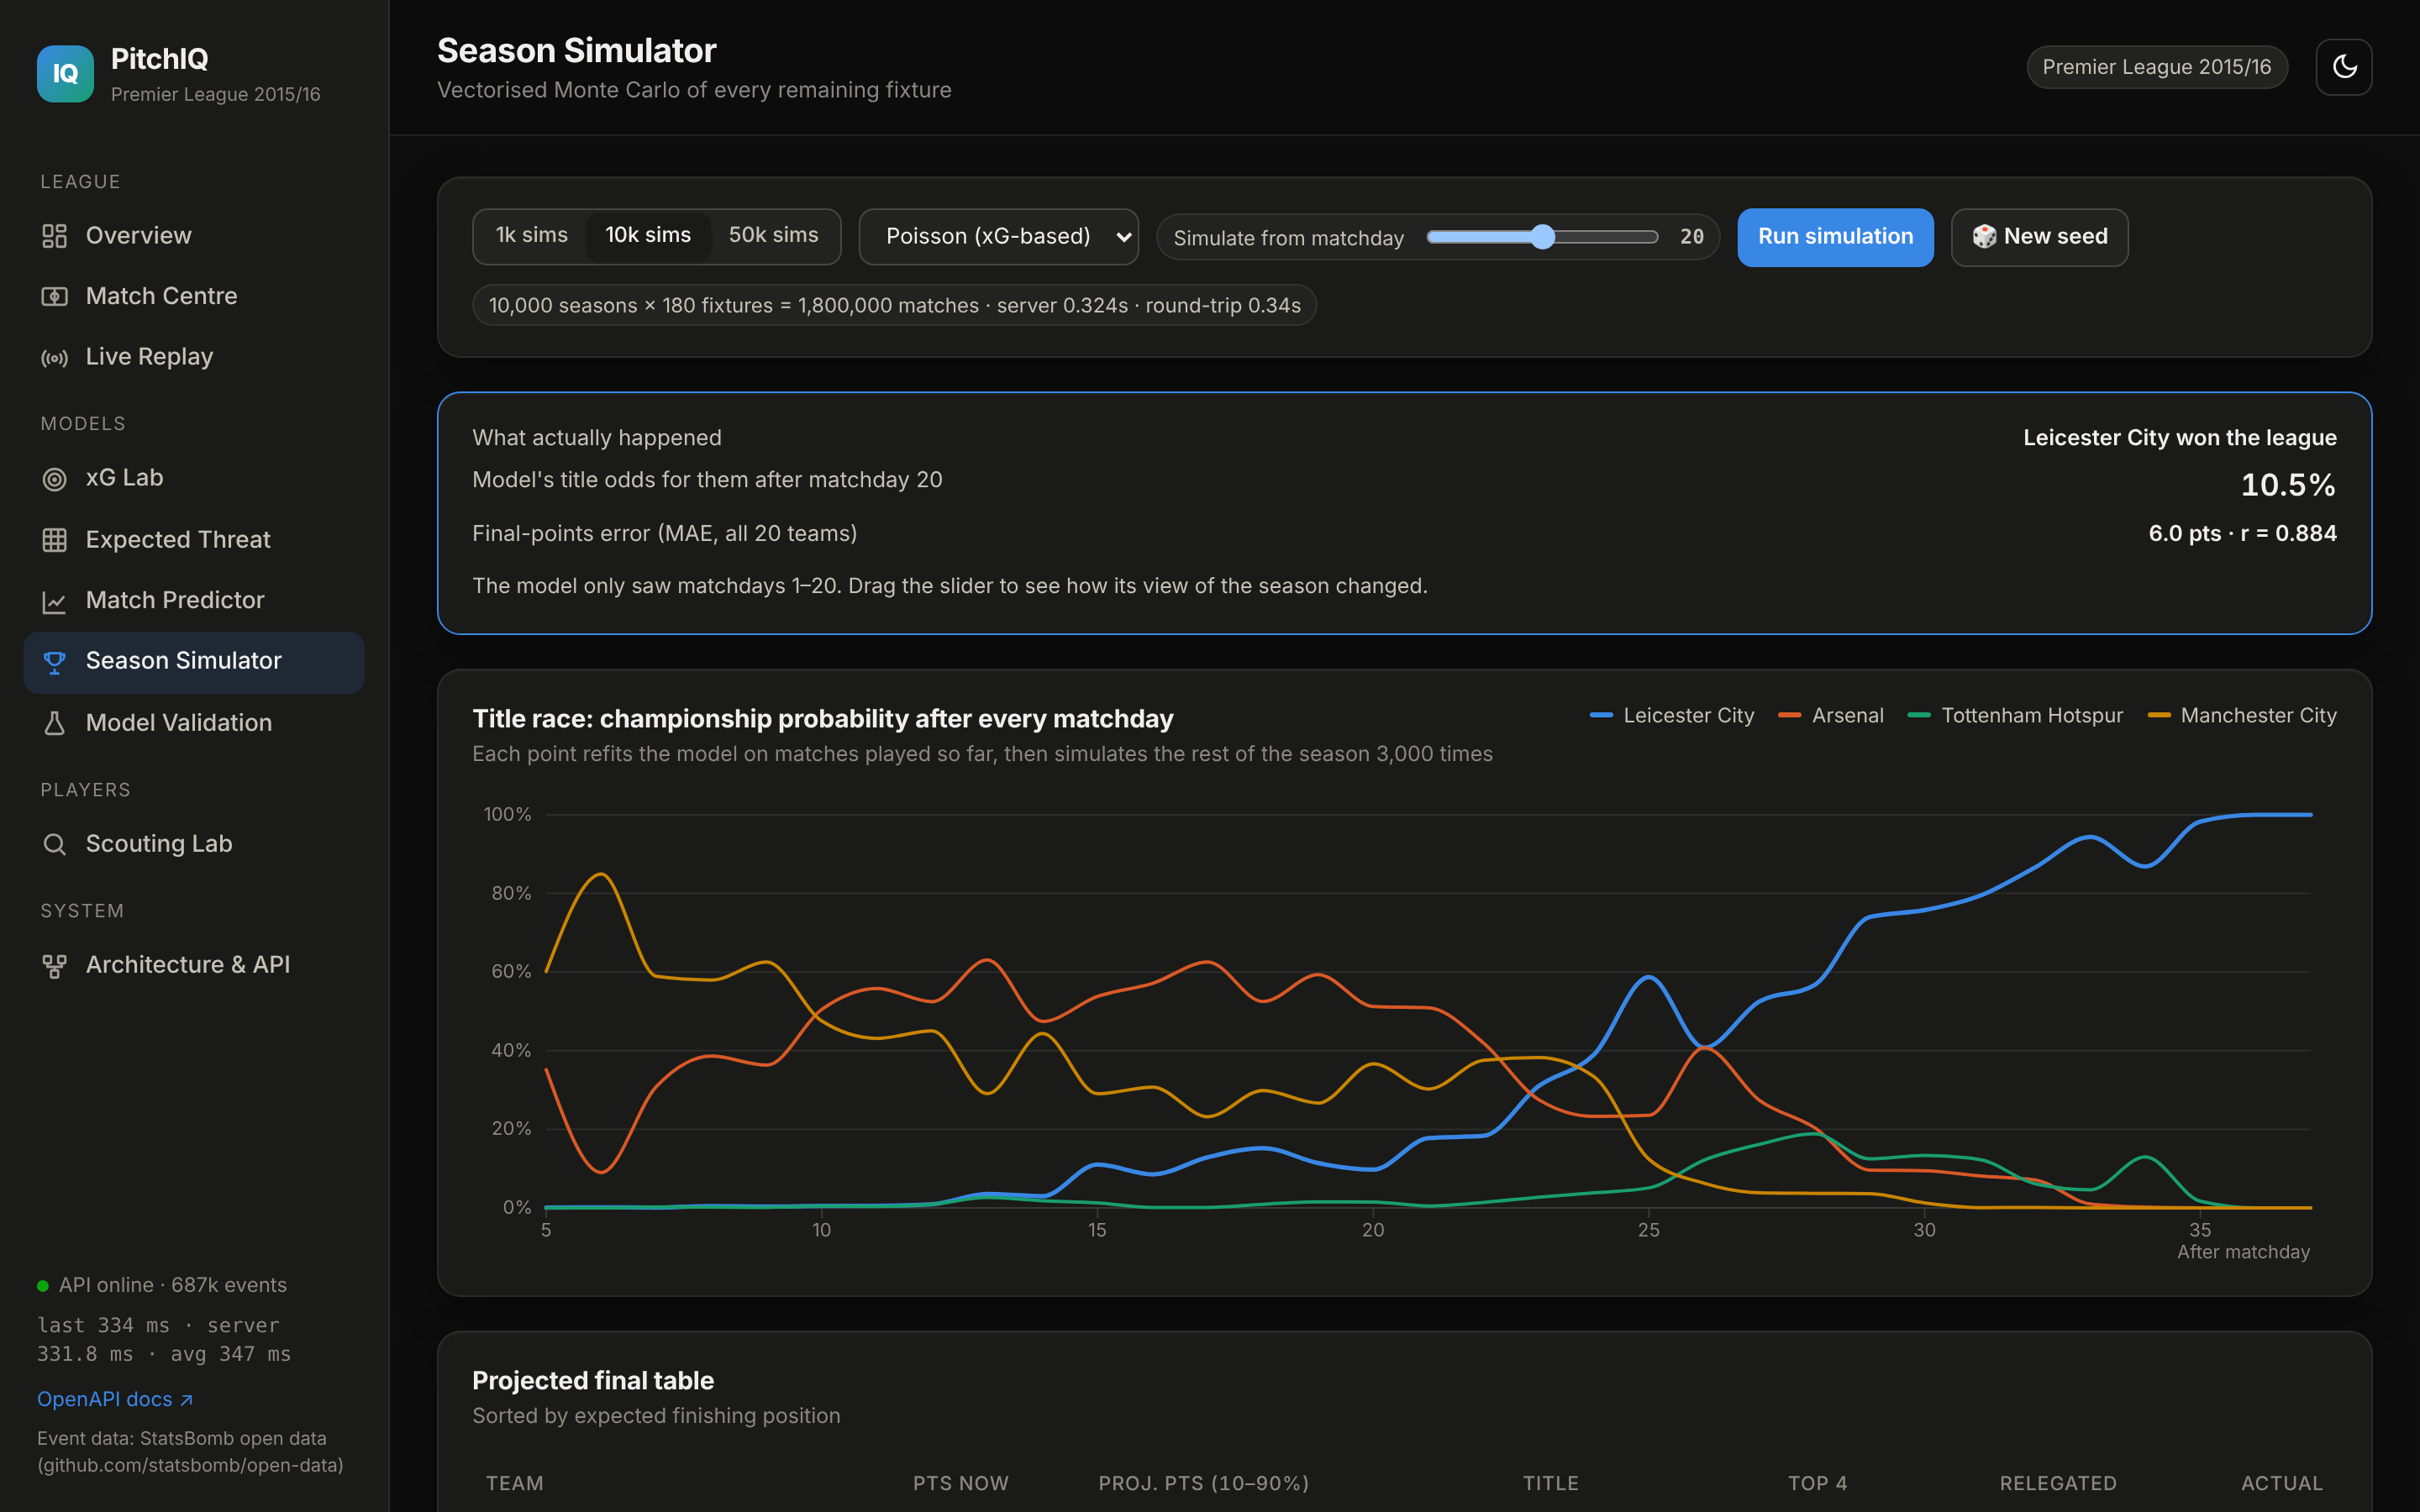 IQ
PitchIQ
Premier League 2015/16
LEAGUE
Overview
Match Centre
Live Replay
MODELS
xG Lab
Expected Threat
Match Predictor
Season Simulator
Model Validation
PLAYERS
Scouting Lab
SYSTEM
Architecture & API
API online · 687k events
last 334 ms · server
331.8 ms · avg 347 ms
OpenAPI docs ↗
Event data: StatsBomb open data
(github.com/statsbomb/open-data)
Season Simulator
Vectorised Monte Carlo of every remaining fixture
Premier League 2015/16
1k sims 10k sims 50k sims Poisson (xG-based) Simulate from matchday 20 Run simulation 🎲 New seed
10,000 seasons × 180 fixtures = 1,800,000 matches · server 0.324s · round-trip 0.34s
What actually happened Leicester City won the league
Model's title odds for them after matchday 20 10.5%
Final-points error (MAE, all 20 teams) 6.0 pts · r = 0.884
The model only saw matchdays 1–20. Drag the slider to see how its view of the season changed.
Title race: championship probability after every matchday
Each point refits the model on matches played so far, then simulates the rest of the season 3,000 times
Leicester City Arsenal Tottenham Hotspur Manchester City
100%
80%
60%
40%
20%
0%
5 10 15 20 25 30 35
After matchday
Projected final table
Sorted by expected finishing position
TEAM PTS NOW PROJ. PTS (10–90%) TITLE TOP 4 RELEGATED ACTUAL